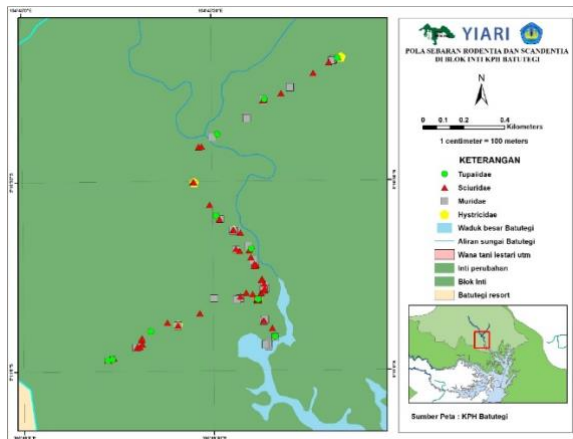 YIARI
POLA SEBARAN RODENTIA DAN SCANDENTIA
DI BLOK INTI KPH BATUTEGI
N
0 0.1 0.2 0.4
Kilometers
1 centimeter = 100 meters
KETERANGAN
Tupaiidae
Sciuridae
Muridae
Hystricidae
Waduk besar Batutegi
Aliran sungai Batutegi
Wana tani lestari utm
Inti perubahan
Blok Inti
Batutegi resort
Sumber Peta : KPH Batutegi